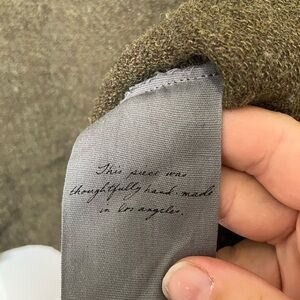 This piece was
thoughtfully hand-made
in los angeles.